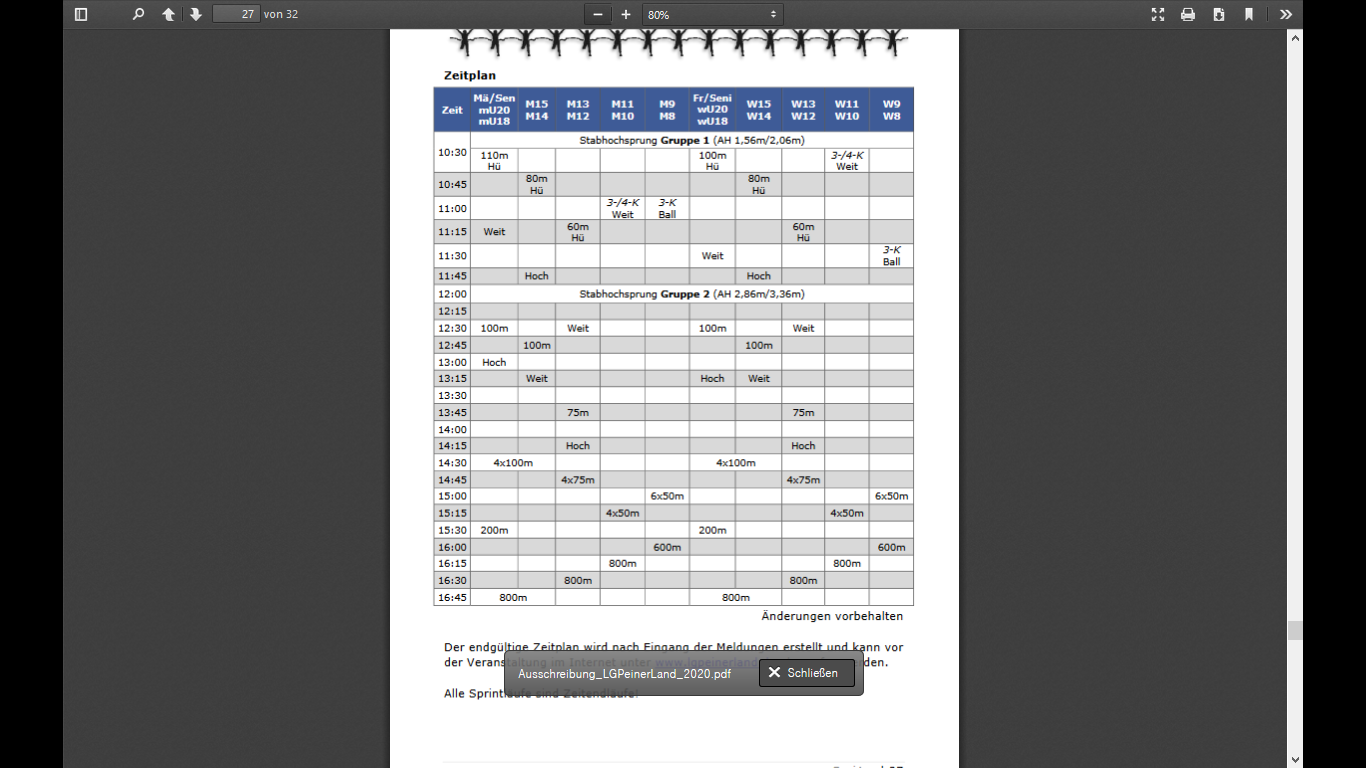 27 von 32 80%
Zeitplan
Zeit Mä/Sen mU20 mU18 M15 M14 M13 M12 M11 M10 M9 M8 Fr/Seni wU20 wU18 W15 W14 W13 W12 W11 W10 W9 W8
10:30 Stabhochsprung Gruppe 1 (AH 1,56m/2,06m)
110m Hü 100m Hü 3-/4-K Weit
10:45 80m Hü 80m Hü
11:00 3-/4-K Weit 3-K Ball
11:15 Weit 60m Hü 60m Hü
11:30 Weit 3-K Ball
11:45 Hoch Hoch
12:00 Stabhochsprung Gruppe 2 (AH 2,86m/3,36m)
12:15
12:30 100m Weit 100m Weit
12:45 100m 100m
13:00 Hoch
13:15 Weit Hoch Weit
13:30
13:45 75m 75m
14:00
14:15 Hoch Hoch
14:30 4x100m 4x100m
14:45 4x75m 4x75m
15:00 6x50m 6x50m
15:15 4x50m 4x50m
15:30 200m 200m
16:00 600m 600m
16:15 800m 800m
16:30 800m 800m
16:45 800m 800m
Änderungen vorbehalten
Der endgültige Zeitplan wird nach Eingang der Meldungen erstellt und kann vor
der Veranstaltung im Internet unter www.lgpeinerland
Ausschreibung_LGPeinerLand_2020.pdf Schließen
Alle Sprintläufe sind Zeitendläufe!